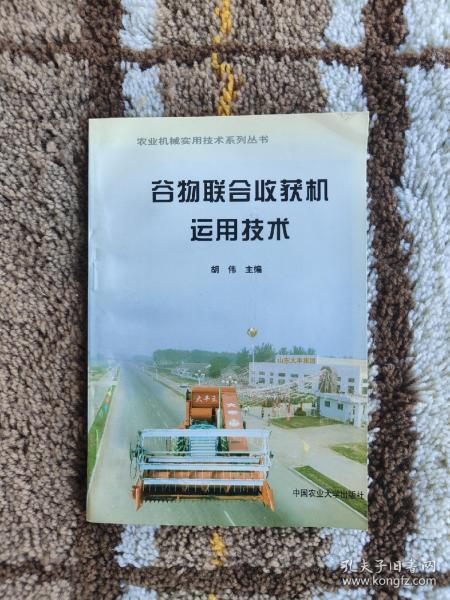 农业机械实用技术系列丛书
谷物联合收获机
运用技术
胡 伟 主编
山东大丰集团
大丰王
中国农业大学出版社
孔夫子旧书网
www.kongfz.com